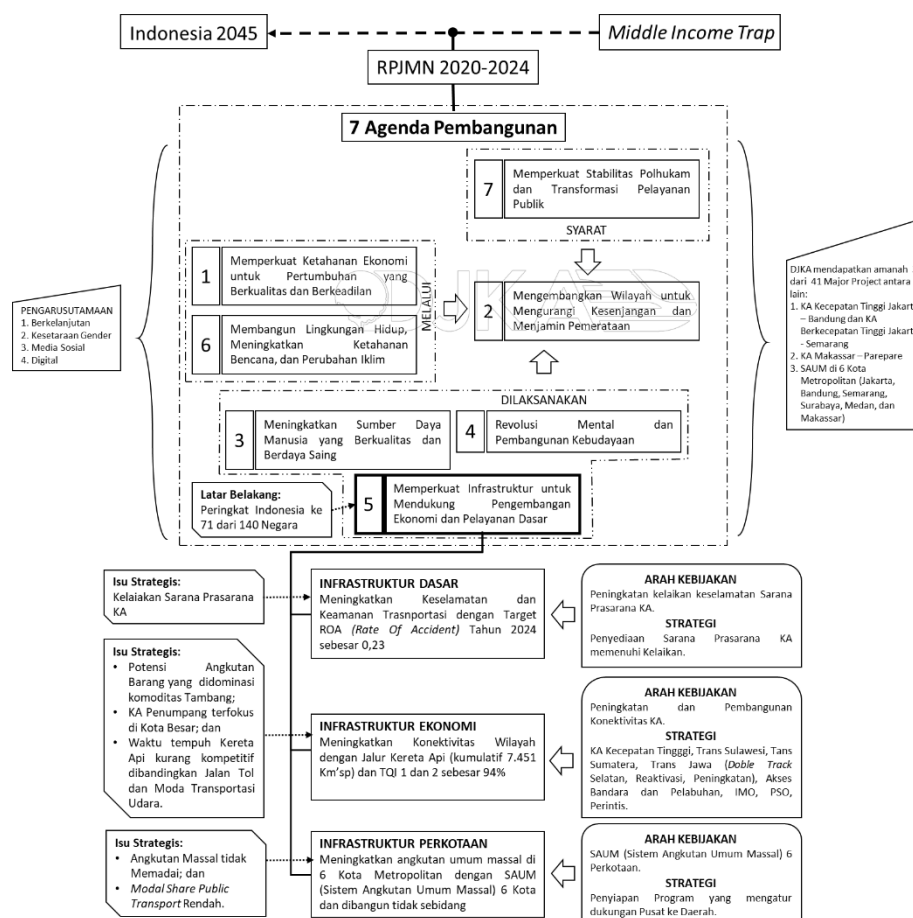 Indonesia 2045
Middle Income Trap
RPJMN 2020-2024
7 Agenda Pembangunan
7
Memperkuat Stabilitas Polhukam
dan Transformasi Pelayanan
Publik
SYARAT
1
Memperkuat Ketahanan Ekonomi
untuk Pertumbuhan yang
Berkualitas dan Berkeadilan
6
Membangun Lingkungan Hidup,
Meningkatkan Ketahanan
Bencana, dan Perubahan Iklim
MELALUI
2
Mengembangkan Wilayah untuk
Mengurangi Kesenjangan dan
Menjamin Pemerataan
DJKA
PENGARUSUTAMAAN
1. Berkelanjutan
2. Kesetaraan Gender
3. Media Sosial
4. Digital
DJKA mendapatkan amanah 3
dari 41 Major Project antara
lain:
1. KA Kecepatan Tinggi Jakarta
– Bandung dan KA
Berkecepatan Tinggi Jakarta
- Semarang
2. KA Makassar – Parepare
3. SAUM di 6 Kota
Metropolitan (Jakarta,
Bandung, Semarang,
Surabaya, Medan, dan
Makassar)
DILAKSANAKAN
3
Meningkatkan Sumber Daya
Manusia yang Berkualitas dan
Berdaya Saing
4
Revolusi Mental dan
Pembangunan Kebudayaan
Latar Belakang:
Peringkat Indonesia ke
71 dari 140 Negara
5
Memperkuat Infrastruktur untuk
Mendukung Pengembangan
Ekonomi dan Pelayanan Dasar
Isu Strategis:
Kelaiakan Sarana Prasarana
KA
INFRASTRUKTUR DASAR
Meningkatkan Keselamatan dan
Keamanan Trasnportasi dengan Target
ROA (Rate Of Accident) Tahun 2024
sebesar 0,23
ARAH KEBIJAKAN
Peningkatan kelaikan keselamatan Sarana
Prasarana KA.
STRATEGI
Penyediaan Sarana Prasarana KA
memenuhi Kelaikan.
Isu Strategis:
• Potensi Angkutan
Barang yang didominasi
komoditas Tambang;
• KA Penumpang terfokus
di Kota Besar; dan
• Waktu tempuh Kereta
Api kurang kompetitif
dibandingkan Jalan Tol
dan Moda Transportasi
Udara.
INFRASTRUKTUR EKONOMI
Meningkatkan Konektivitas Wilayah
dengan Jalur Kereta Api (kumulatif 7.451
Km'sp) dan TQI 1 dan 2 sebesar 94%
ARAH KEBIJAKAN
Peningkatan dan Pembangunan
Konektivitas KA.
STRATEGI
KA Kecepatan Tingggi, Trans Sulawesi, Tans
Sumatera, Trans Jawa (Doble Track
Selatan, Reaktivasi, Peningkatan), Akses
Bandara dan Pelabuhan, IMO, PSO,
Perintis.
Isu Strategis:
• Angkutan Massal tidak
Memadai; dan
• Modal Share Public
Transport Rendah.
INFRASTRUKTUR PERKOTAAN
Meningkatkan angkutan umum massal di
6 Kota Metropolitan dengan SAUM
(Sistem Angkutan Umum Massal) 6 Kota
dan dibangun tidak sebidang
ARAH KEBIJAKAN
SAUM (Sistem Angkutan Umum Massal) 6
Perkotaan.
STRATEGI
Penyiapan Program yang mengatur
dukungan Pusat ke Daerah.